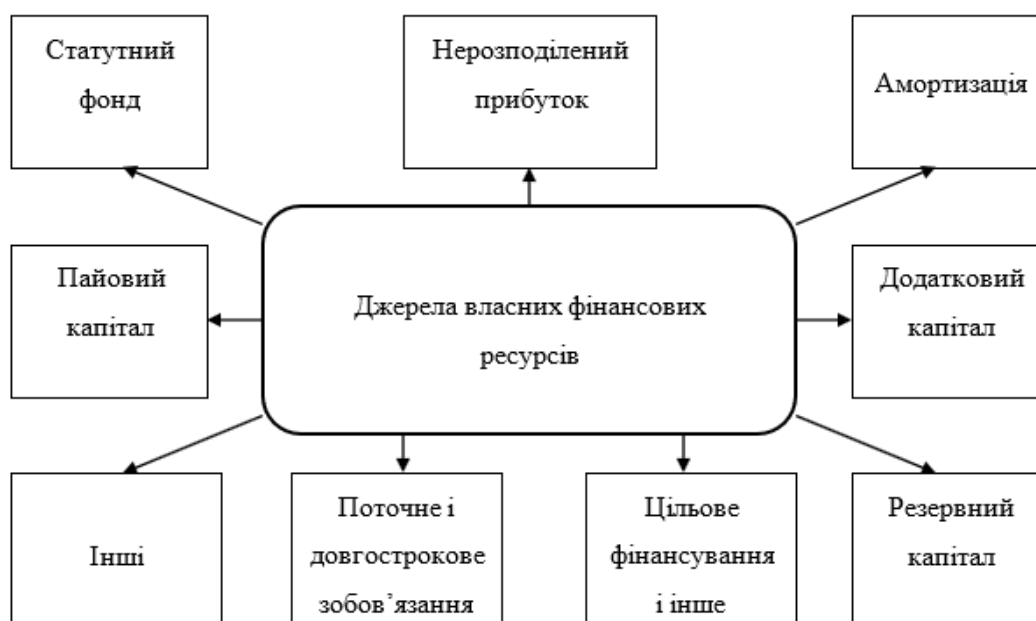 Статутний
фонд
Нерозподілений
прибуток
Амортизація
Пайовий
капітал
Джерела власних фінансових
ресурсів
Додатковий
капітал
Інші
Поточне і
довгострокове
зобов’язання
Цільове
фінансування
і інше
Резервний
капітал